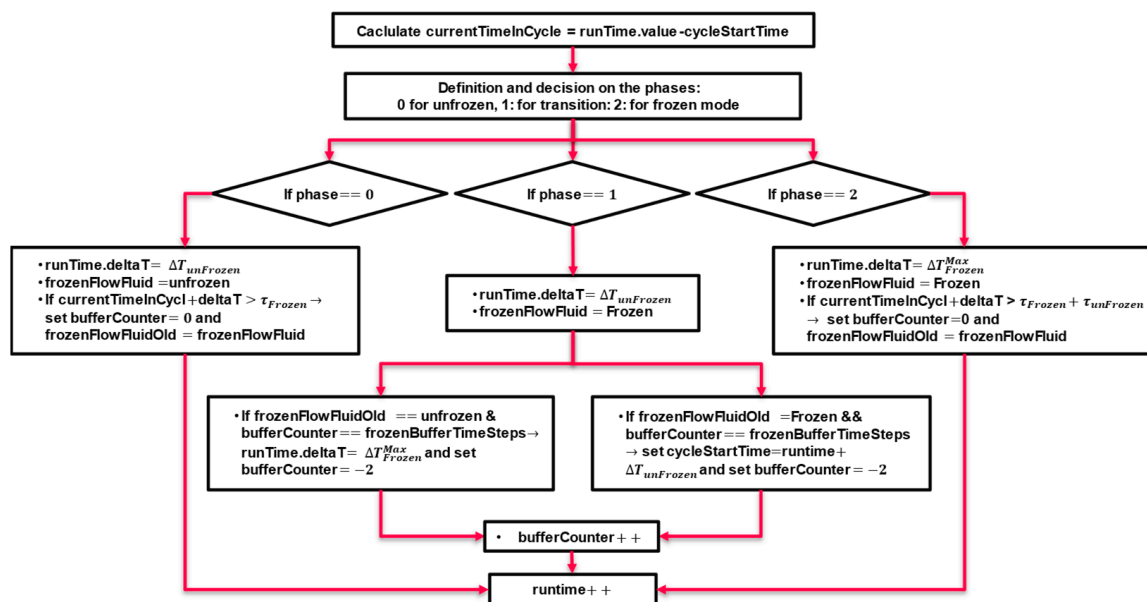 Caclulate currentTimeInCycle = runTime.value-cycleStartTime
Definition and decision on the phases:
0 for unfrozen, 1: for transition: 2: for frozen mode
If phase== 0
If phase== 1
If phase== 2
•runTime.deltaT= ΔT_unFrozen
•frozenFlowFluid =unfrozen
•If currentTimeInCycl+deltaT > τ_Frozen →
set bufferCounter= 0 and
frozenFlowFluidOld = frozenFlowFluid
•runTime.deltaT= ΔT_unFrozen
•frozenFlowFluid = Frozen
•runTime.deltaT= ΔT_Frozen^Max
•frozenFlowFluid = Frozen
•If currentTimeInCycl+deltaT > τ_Frozen + τ_unFrozen
→ set bufferCounter=0 and
frozenFlowFluidOld = frozenFlowFluid
•If frozenFlowFluidOld == unfrozen &
bufferCounter== frozenBufferTimeSteps→
runTime.deltaT= ΔT_Frozen^Max and set
bufferCounter= −2
•If frozenFlowFluidOld =Frozen &&
bufferCounter== frozenBufferTimeSteps
→ set cycleStartTime=runtime+
ΔT_unFrozen and set bufferCounter= −2
• bufferCounter++
runtime++